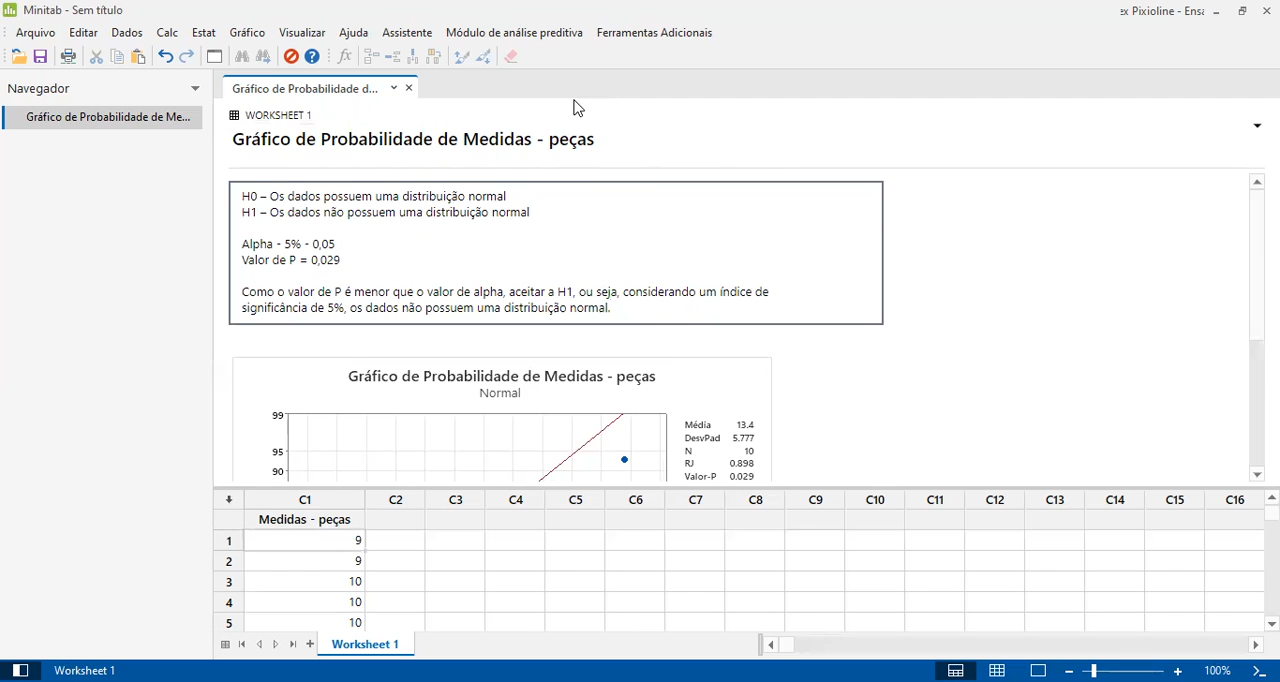 Minitab - Sem título
ex Pixioline - Ensa
Arquivo Editar Dados Calc Estat Gráfico Visualizar Ajuda Assistente Módulo de análise preditiva Ferramentas Adicionais
fx
Navegador
Gráfico de Probabilidade d...
Gráfico de Probabilidade de Me...
WORKSHEET 1
Gráfico de Probabilidade de Medidas - peças
H0 – Os dados possuem uma distribuição normal
H1 – Os dados não possuem uma distribuição normal
Alpha - 5% - 0,05
Valor de P = 0,029
Como o valor de P é menor que o valor de alpha, aceitar a H1, ou seja, considerando um índice de
significância de 5%, os dados não possuem uma distribuição normal.
Gráfico de Probabilidade de Medidas - peças
Normal
99
95
90
Média 13.4
DesvPad 5.777
N 10
RJ 0.898
Valor-P 0.029
C1 C2 C3 C4 C5 C6 C7 C8 C9 C10 C11 C12 C13 C14 C15 C16
Medidas - peças
1 9
2 9
3 10
4 10
5 10
Worksheet 1
Worksheet 1
100%